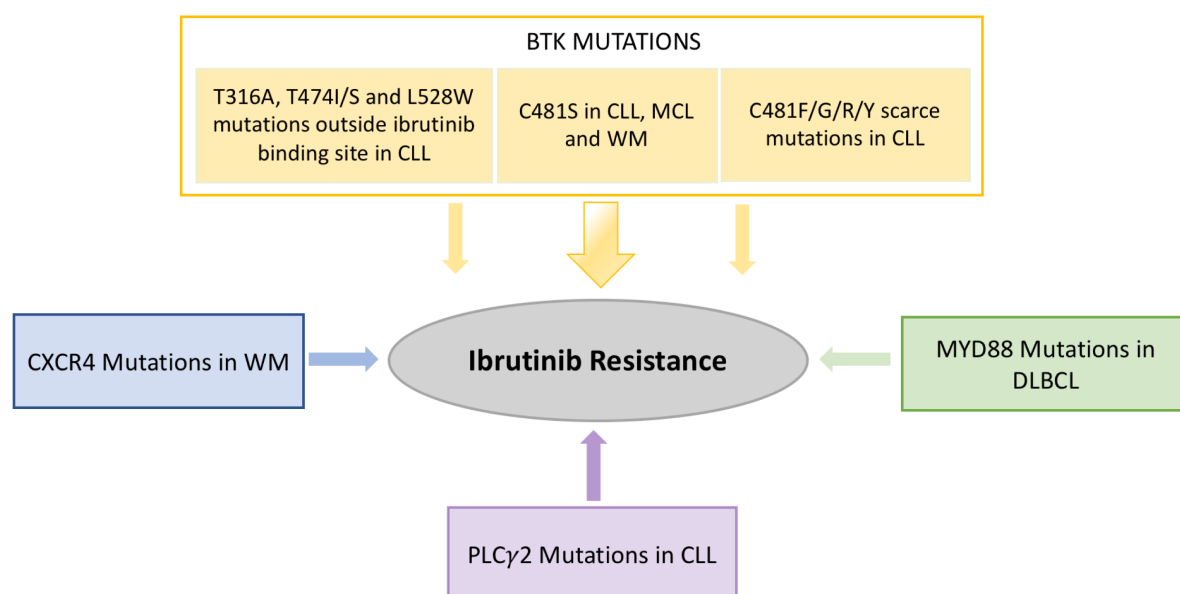 BTK MUTATIONS
T316A, T474I/S and L528W
mutations outside ibrutinib
binding site in CLL
C481S in CLL, MCL
and WM
C481F/G/R/Y scarce
mutations in CLL
CXCR4 Mutations in WM
Ibrutinib Resistance
MYD88 Mutations in
DLBCL
PLCγ2 Mutations in CLL